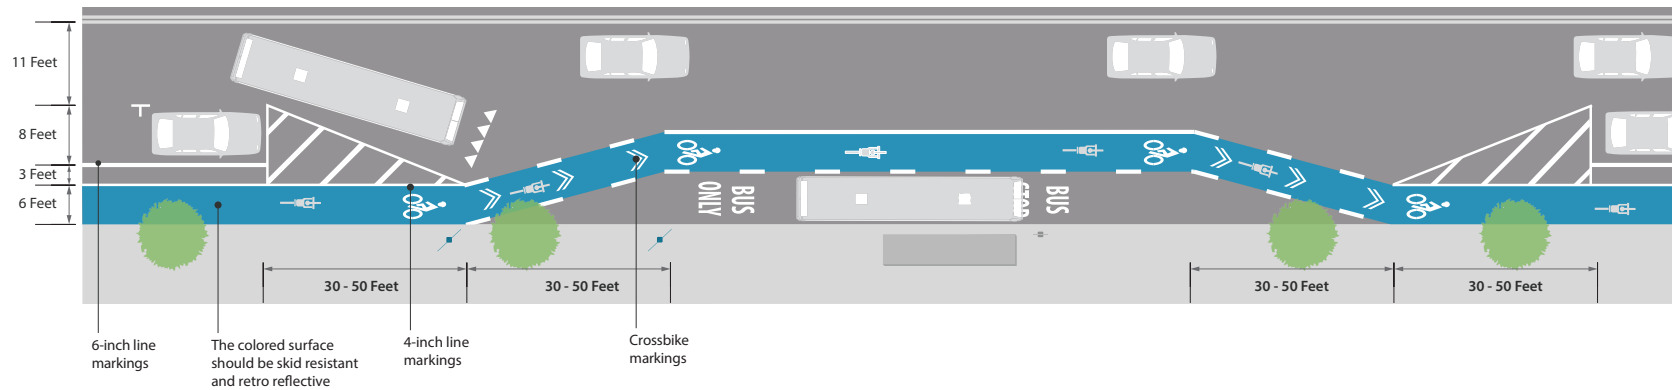 11 Feet
8 Feet
3 Feet
6 Feet
BUS
ONLY
BUS
STOP
30 - 50 Feet
30 - 50 Feet
30 - 50 Feet
30 - 50 Feet
6-inch line
markings
The colored surface
should be skid resistant
and retro reflective
4-inch line
markings
Crossbike
markings